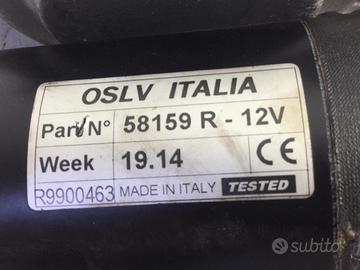 OSLV ITALIA
Part N° 58159 R - 12V
Week 19.14 CE
R9900463 MADE IN ITALY TESTED
subito